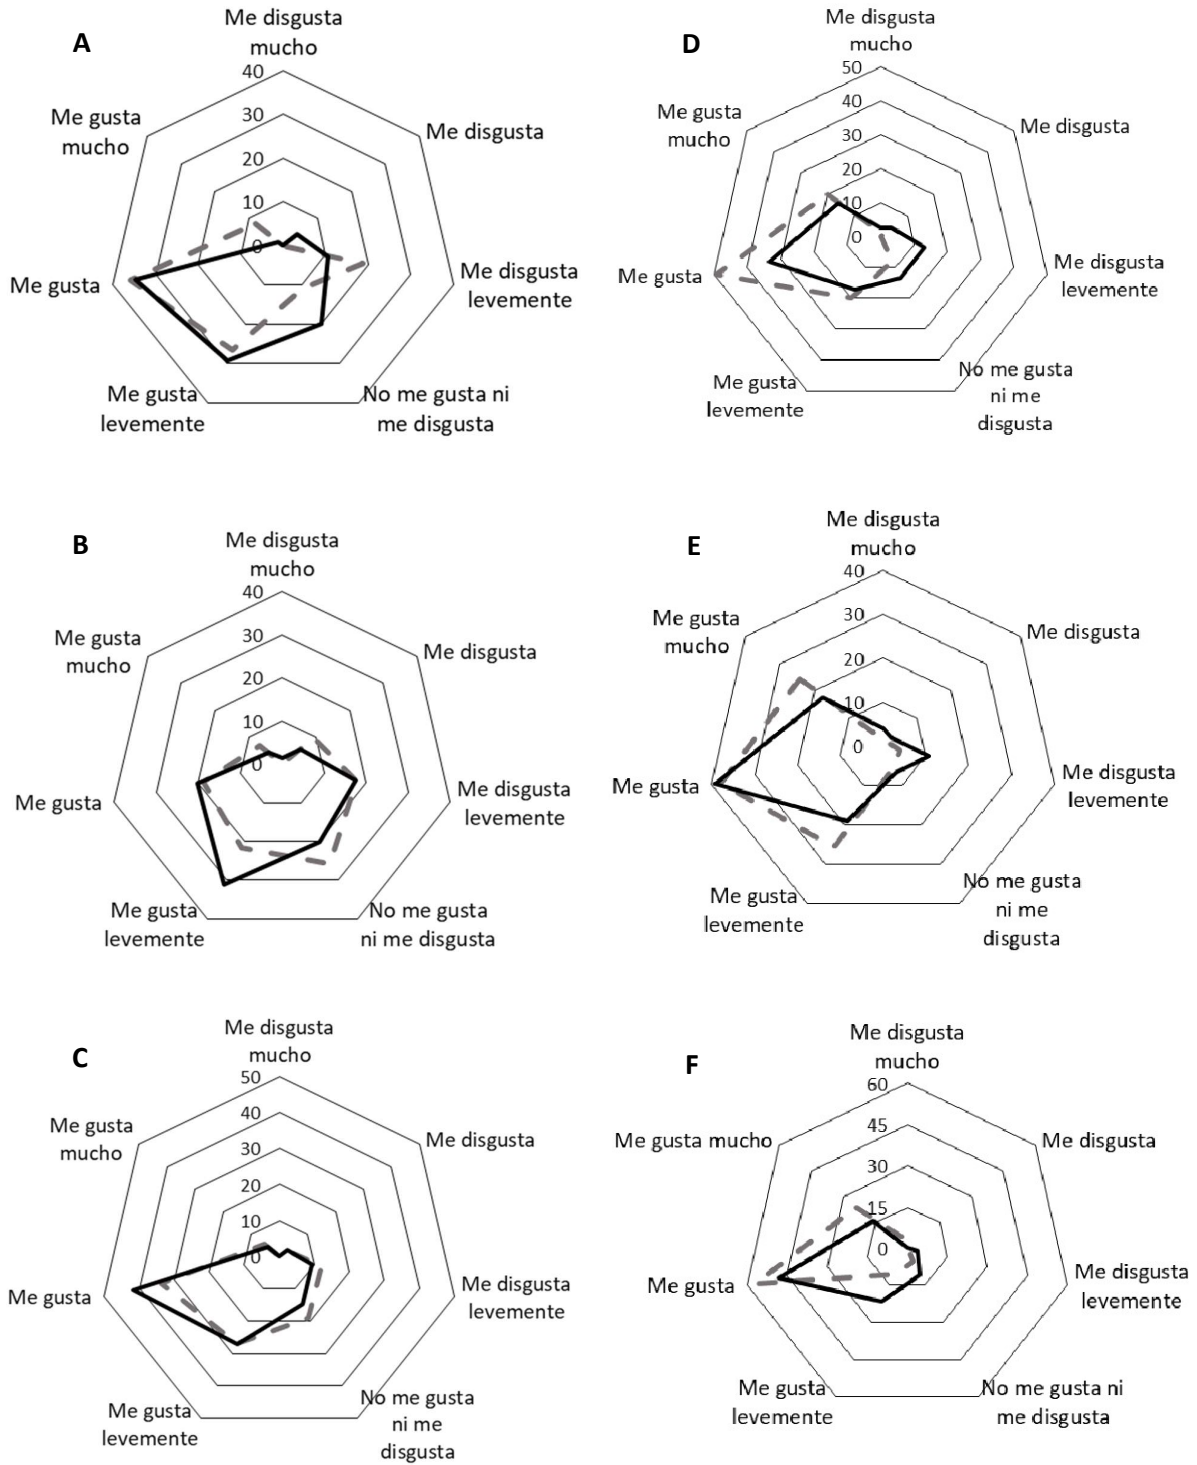 A
Me disgusta
mucho
40
30
20
10
0
Me disgusta
Me disgusta
levemente
No me gusta ni
me disgusta
Me gusta
levemente
Me gusta
Me gusta
mucho
D
Me disgusta
mucho
50
40
30
20
10
0
Me disgusta
Me disgusta
levemente
No me gusta
ni me
disgusta
Me gusta
levemente
Me gusta
Me gusta
mucho
B
Me disgusta
mucho
40
30
20
10
0
Me disgusta
Me disgusta
levemente
No me gusta
ni me disgusta
Me gusta
levemente
Me gusta
Me gusta
mucho
E
Me disgusta
mucho
40
30
20
10
0
Me disgusta
Me disgusta
levemente
No me gusta
ni me
disgusta
Me gusta
levemente
Me gusta
Me gusta
mucho
C
Me disgusta
mucho
50
40
30
20
10
0
Me disgusta
Me disgusta
levemente
No me gusta
ni me
disgusta
Me gusta
levemente
Me gusta
Me gusta
mucho
F
Me disgusta
mucho
60
45
30
15
0
Me disgusta
Me disgusta
levemente
No me gusta ni
me disgusta
Me gusta
levemente
Me gusta
Me gusta mucho